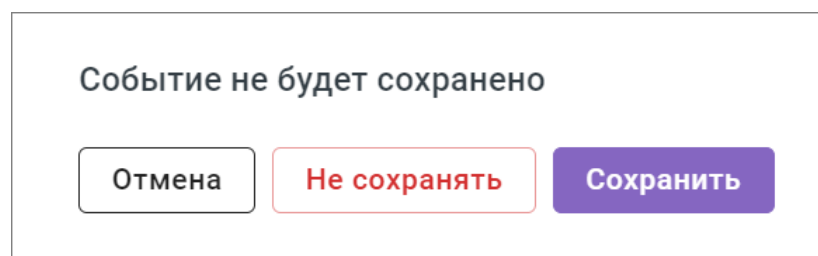 Событие не будет сохранено
Отмена Не сохранять Сохранить